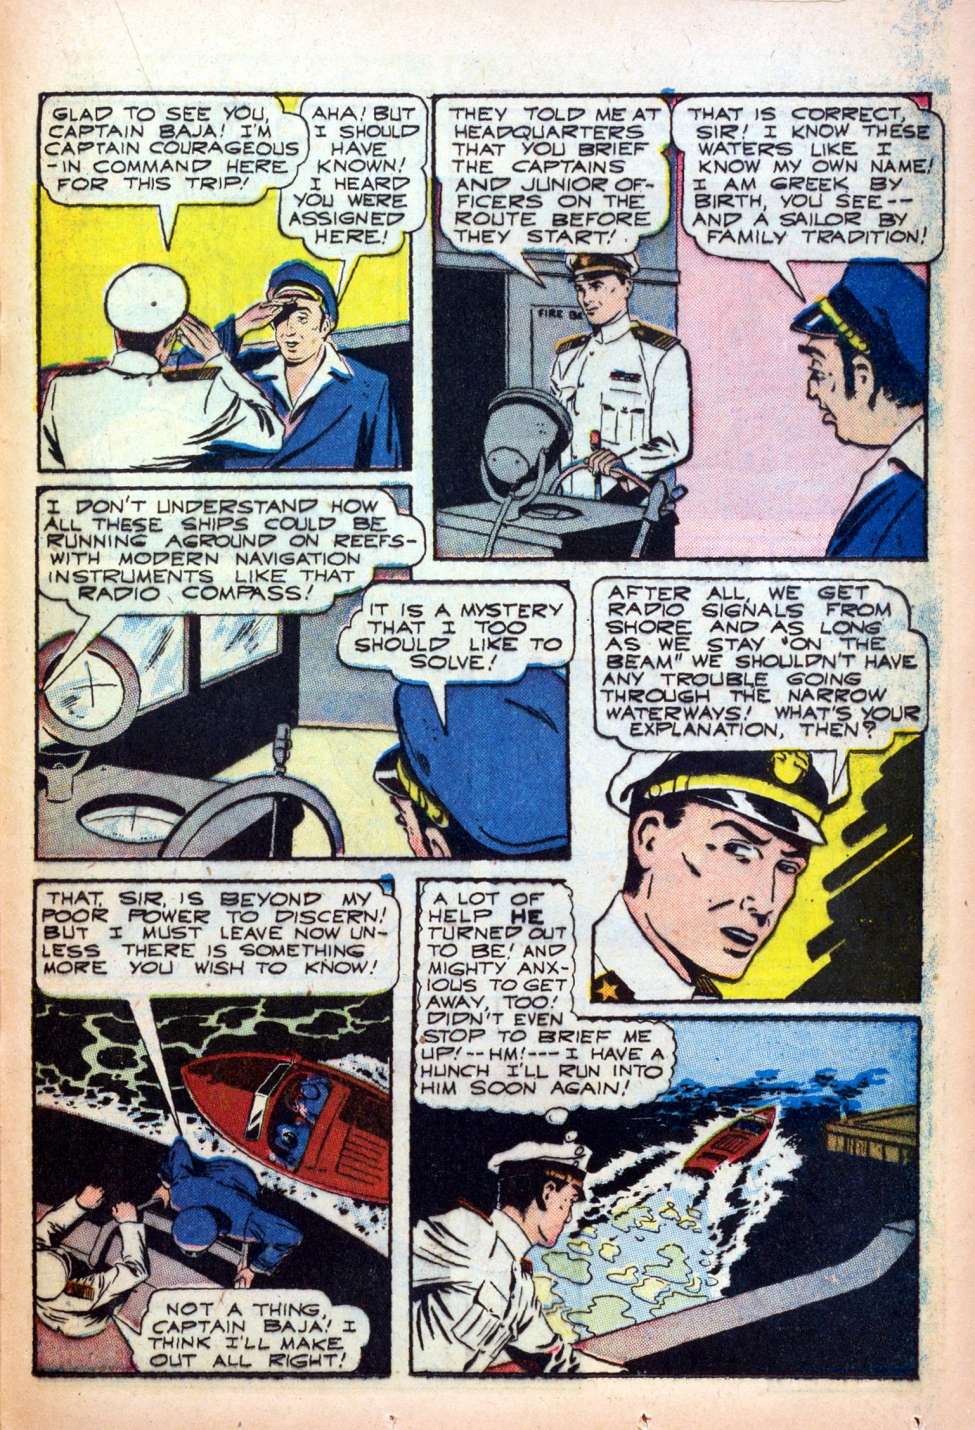 GLAD TO SEE YOU,
CAPTAIN BAJA! I'M
CAPTAIN COURAGEOUS
-IN COMMAND HERE
FOR THIS TRIP!
AHA! BUT
I SHOULD
HAVE
KNOWN!
I HEARD
YOU WERE
ASSIGNED
HERE!
THEY TOLD ME AT
HEADQUARTERS
THAT YOU BRIEF
THE CAPTAINS
AND JUNIOR OF-
FICERS ON THE
ROUTE BEFORE
THEY START!
THAT IS CORRECT,
SIR! I KNOW THESE
WATERS LIKE I
KNOW MY OWN NAME!
I AM GREEK BY
BIRTH, YOU SEE--
AND A SAILOR BY
FAMILY TRADITION!
FIRE
I DON'T UNDERSTAND HOW
ALL THESE SHIPS COULD BE
RUNNING AGROUND ON REEFS-
WITH MODERN NAVIGATION
INSTRUMENTS LIKE THAT
RADIO COMPASS!
IT IS A MYSTERY
THAT I TOO
SHOULD LIKE TO
SOLVE!
AFTER ALL, WE GET
RADIO SIGNALS FROM
SHORE AND AS LONG
AS WE STAY "ON THE
BEAM" WE SHOULDN'T HAVE
ANY TROUBLE GOING
THROUGH THE NARROW
WATERWAYS! WHAT'S YOUR
EXPLANATION, THEN?
THAT, SIR, IS BEYOND MY
POOR POWER TO DISCERN!
BUT I MUST LEAVE NOW UN-
LESS THERE IS SOMETHING
MORE YOU WISH TO KNOW!
NOT A THING,
CAPTAIN BAJA! I
THINK I'LL MAKE
OUT ALL RIGHT!
A LOT OF
HELP HE
TURNED OUT
TO BE! AND
MIGHTY ANX-
IOUS TO GET
AWAY, TOO!
DIDN'T EVEN
STOP TO BRIEF ME
UP!--HM!---I HAVE A
HUNCH I'LL RUN INTO
HIM SOON AGAIN!